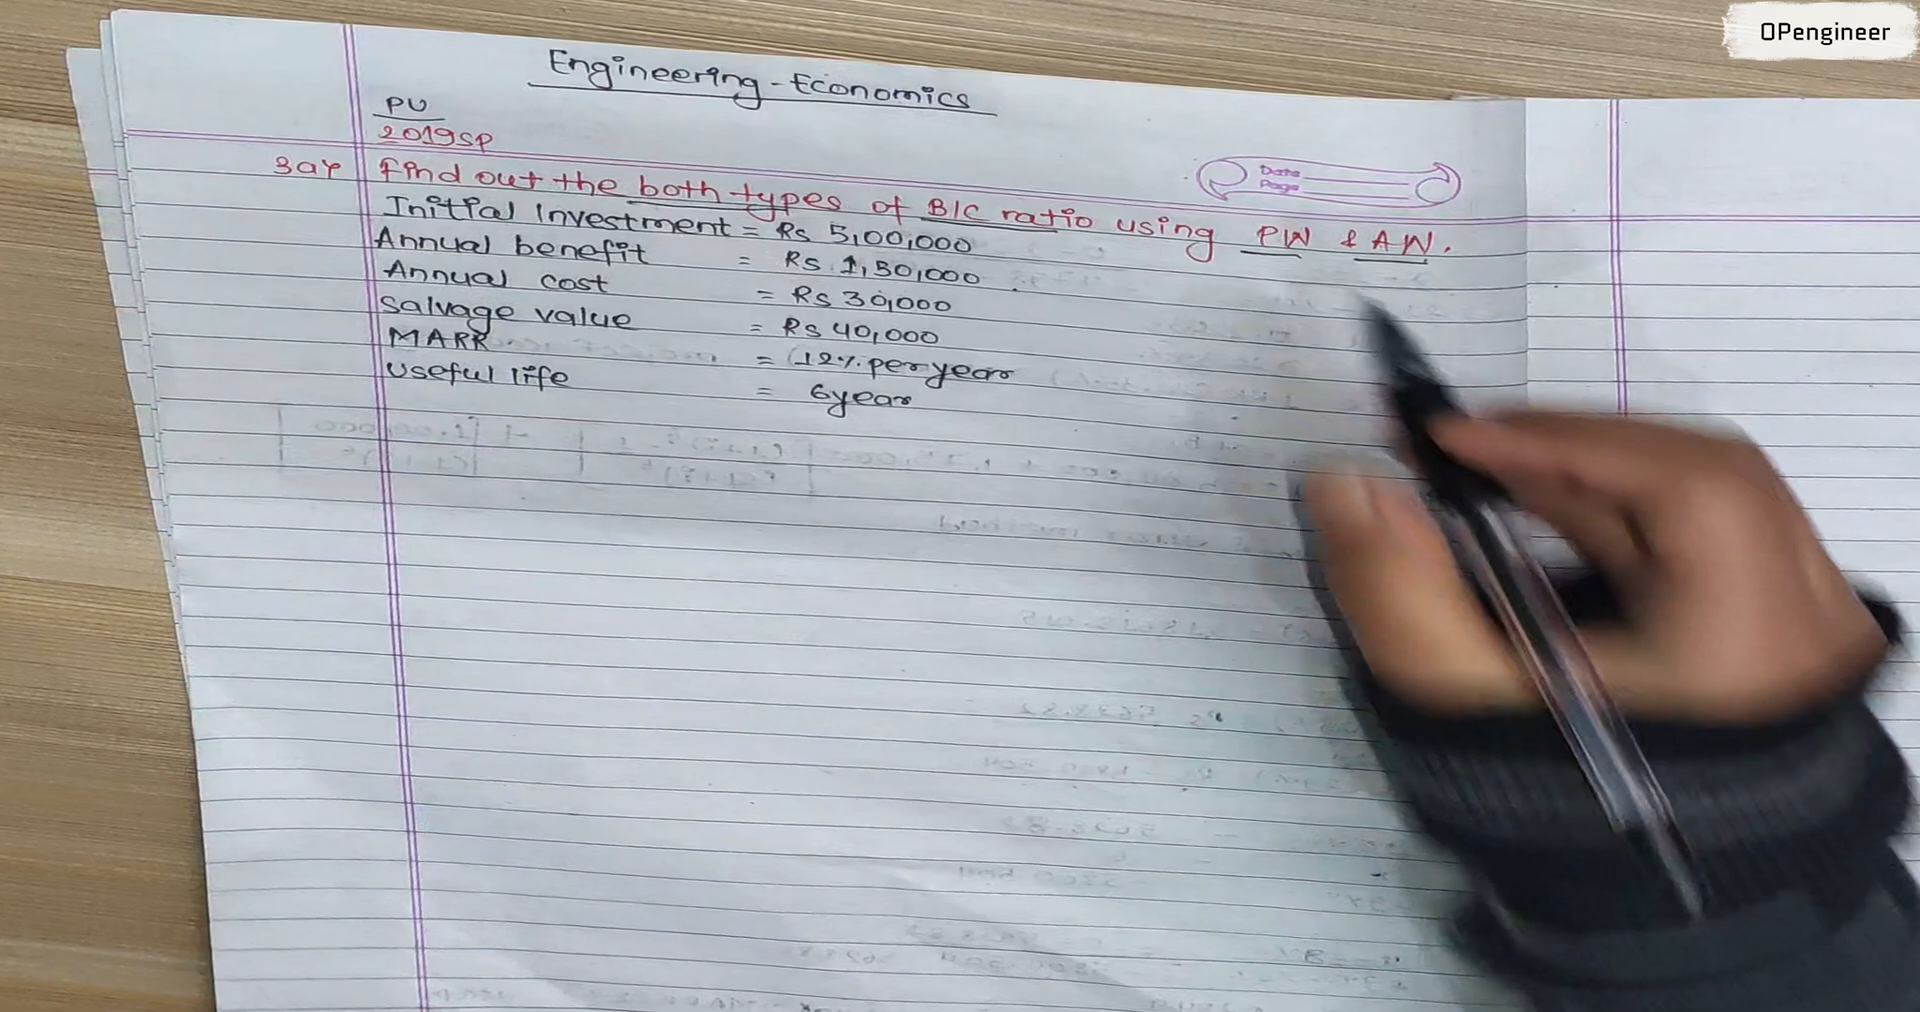 OPengineer
Engineering-Economics
PU
2019SP
3a) Find out the both types of B/C ratio using PW & AW.
Date
Page
Initial Investment = Rs 5,00,000
Annual benefit = Rs 1,50,000
Annual cost = Rs 30,000
Salvage value = Rs 40,000
MARR = 12% per year
Useful life = 6year